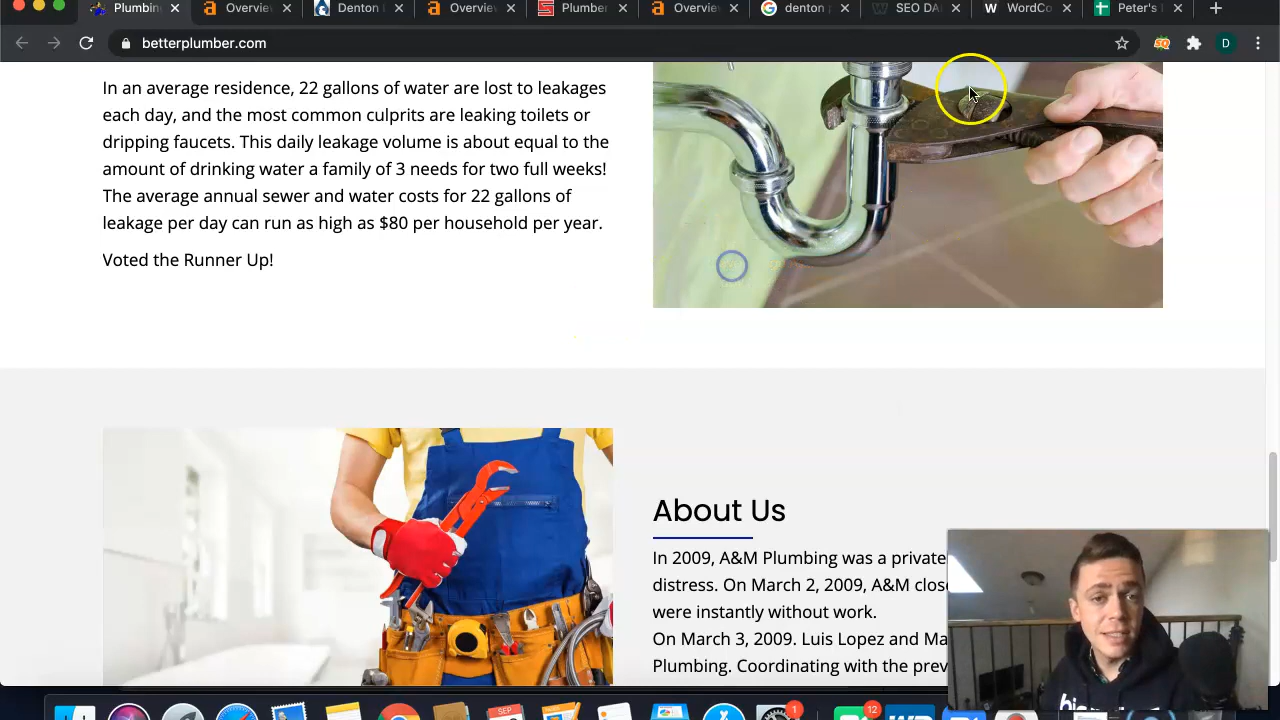 Plumbin
Overvie
Denton
Overvie
Plumber
Overvie
denton p
SEO DA
WordCo
Peter's
betterplumber.com
SQ
D
In an average residence, 22 gallons of water are lost to leakages
each day, and the most common culprits are leaking toilets or
dripping faucets. This daily leakage volume is about equal to the
amount of drinking water a family of 3 needs for two full weeks!
The average annual sewer and water costs for 22 gallons of
leakage per day can run as high as $80 per household per year.
Voted the Runner Up!
About Us
In 2009, A&M Plumbing was a private
distress. On March 2, 2009, A&M clos
were instantly without work.
On March 3, 2009. Luis Lopez and Ma
Plumbing. Coordinating with the prev
SEP
1
12